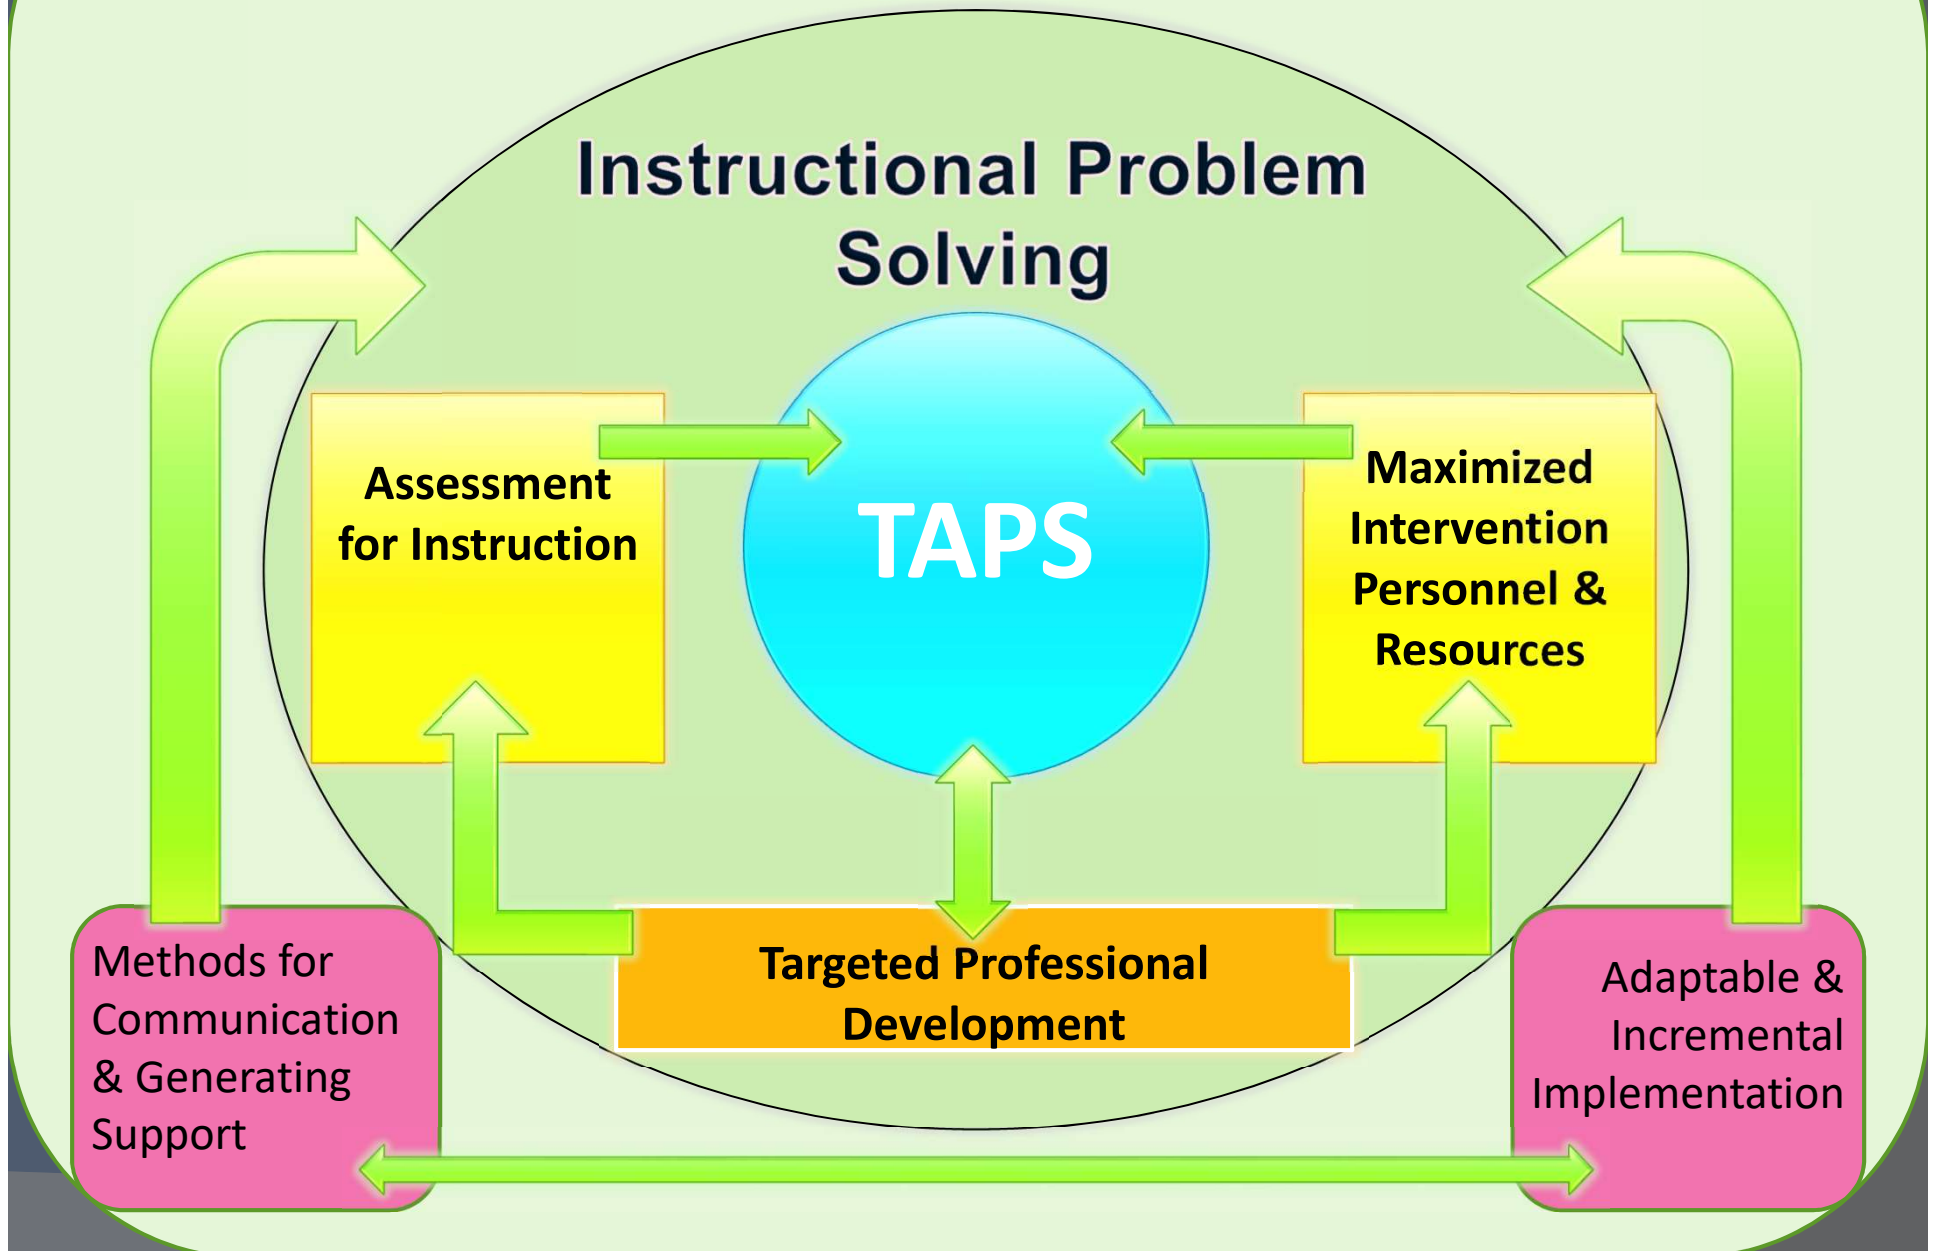 Instructional Problem
Solving
Assessment
for Instruction
TAPS
Maximized
Intervention
Personnel &
Resources
Targeted Professional
Development
Methods for
Communication
& Generating
Support
Adaptable &
Incremental
Implementation